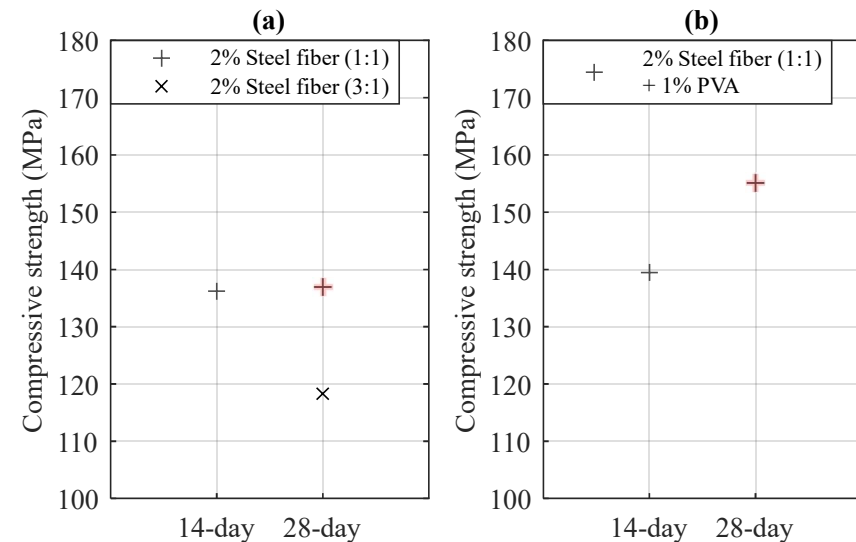 (a)
2% Steel fiber (1:1)
2% Steel fiber (3:1)
Compressive strength (MPa)
180
170
160
150
140
130
120
110
100
14-day 28-day
(b)
2% Steel fiber (1:1)
+ 1% PVA
Compressive strength (MPa)
180
170
160
150
140
130
120
110
100
14-day 28-day